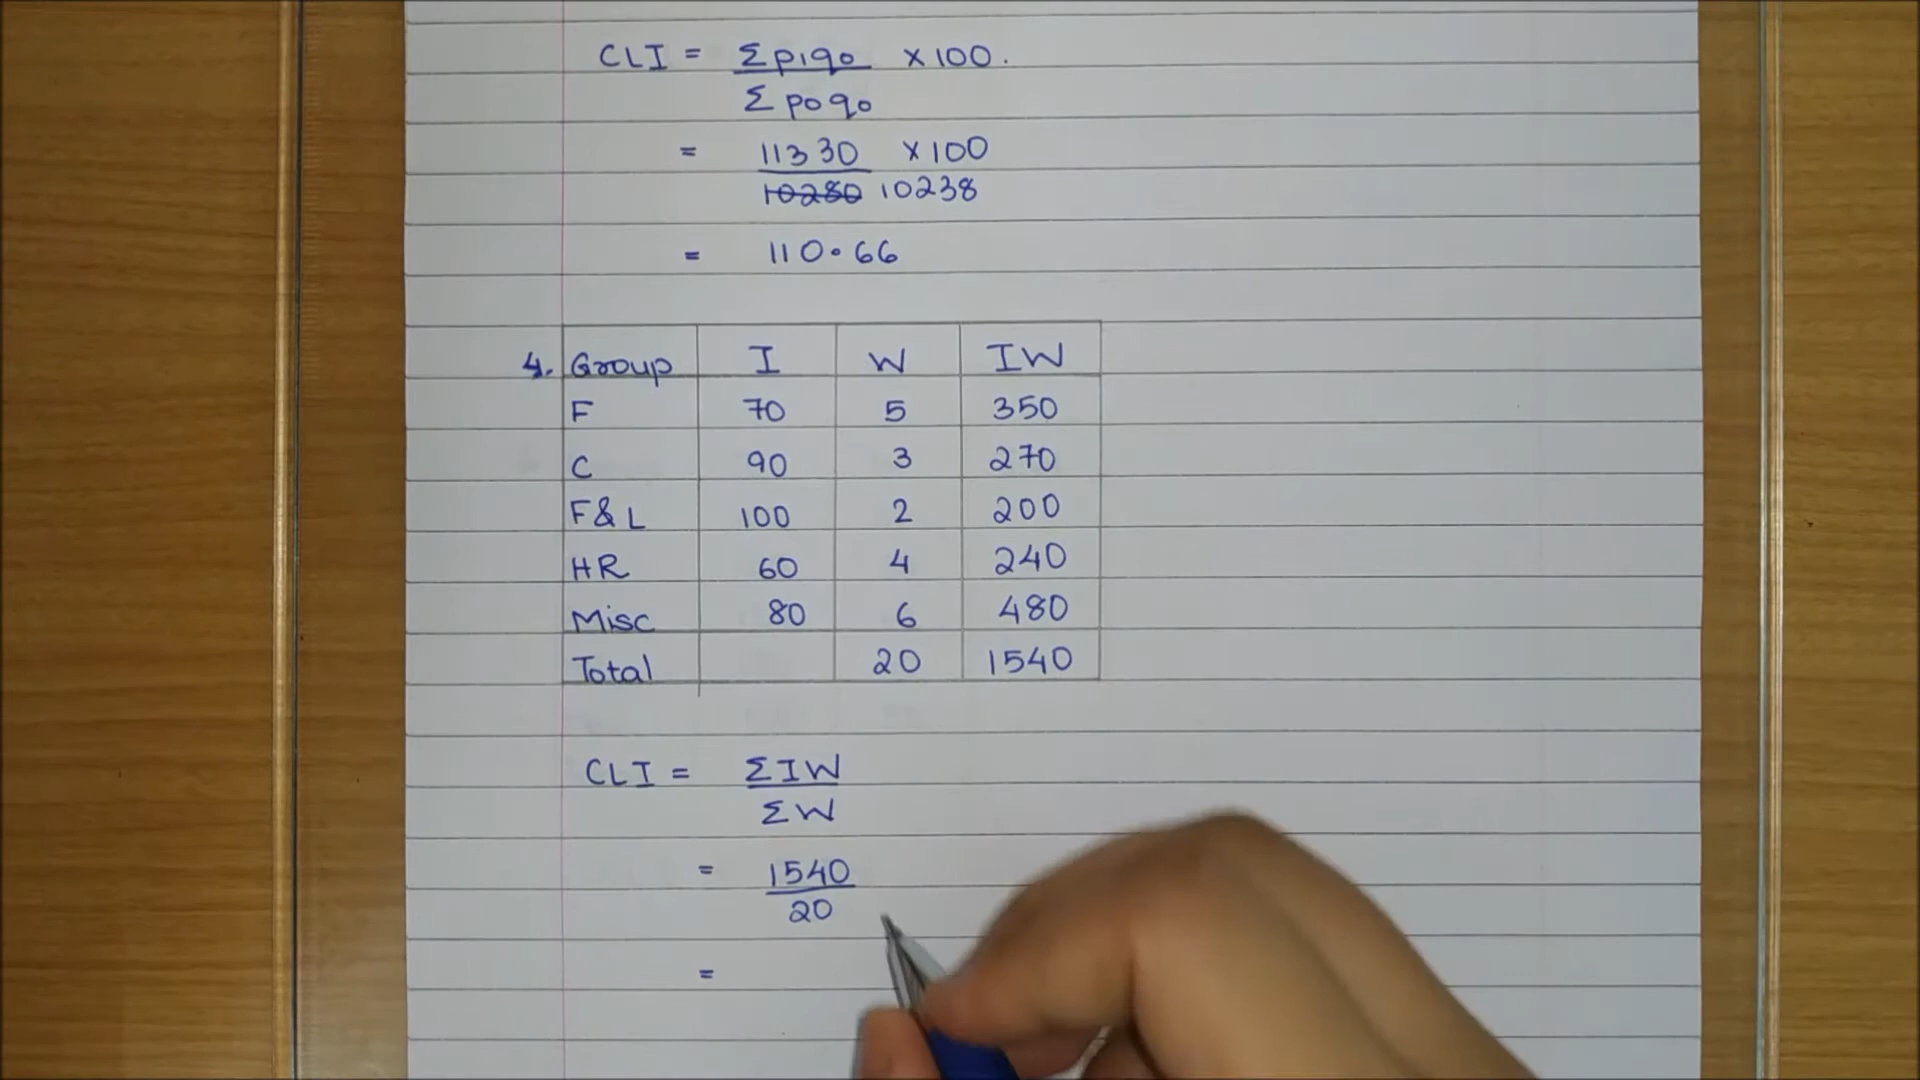 CLI = Σp1q0 × 100.
Σp0q0
= 11330 × 100
10280 10238
= 110.66
4. Group I W IW
F 70 5 350
C 90 3 270
F&L 100 2 200
HR 60 4 240
Misc 80 6 480
Total 20 1540
CLI = ΣIW
ΣW
= 1540
20
=